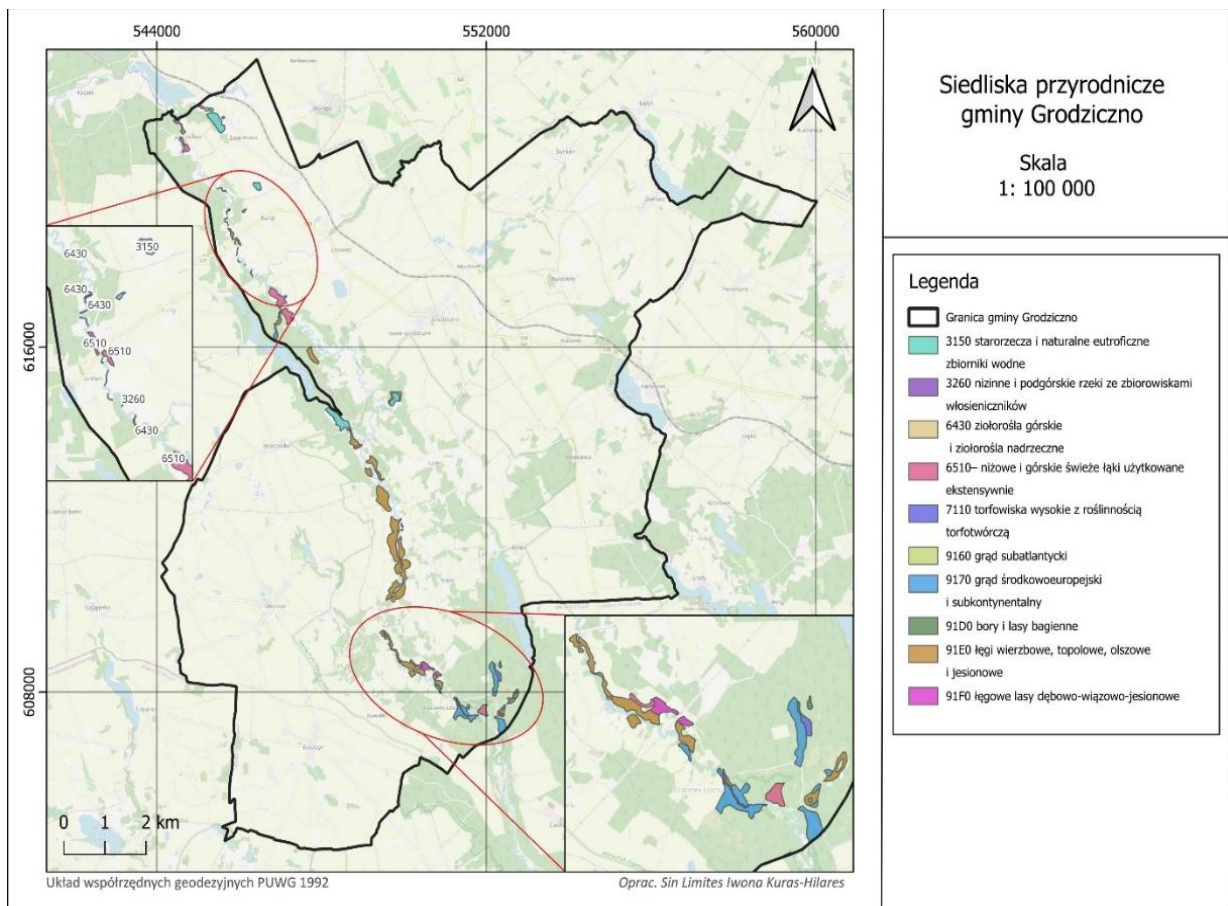 544000
552000
560000
616000
608000
3150
6430
6430
6430
6510
6510
3260
6430
6510
0 1 2 km
Układ współrzędnych geodezyjnych PUWG 1992
Oprac. Sin Limites Iwona Kuras-Hilares
Siedliska przyrodnicze
gminy Grodziczno
Skala
1: 100 000
Legenda
Granica gminy Grodziczno
3150 starorzecza i naturalne eutroficzne
zbiorniki wodne
3260 nizinne i podgórskie rzeki ze zbiorowiskami
włosieniczników
6430 ziołorośla górskie
i ziołorośla nadrzeczne
6510– niżowe i górskie świeże łąki użytkowane
ekstensywnie
7110 torfowiska wysokie z roślinnością
torfotwórczą
9160 grąd subatlantycki
9170 grąd środkowoeuropejski
i subkontynentalny
91D0 bory i lasy bagienne
91E0 łęgi wierzbowe, topolowe, olszowe
i jesionowe
91F0 łęgowe lasy dębowo-wiązowo-jesionowe